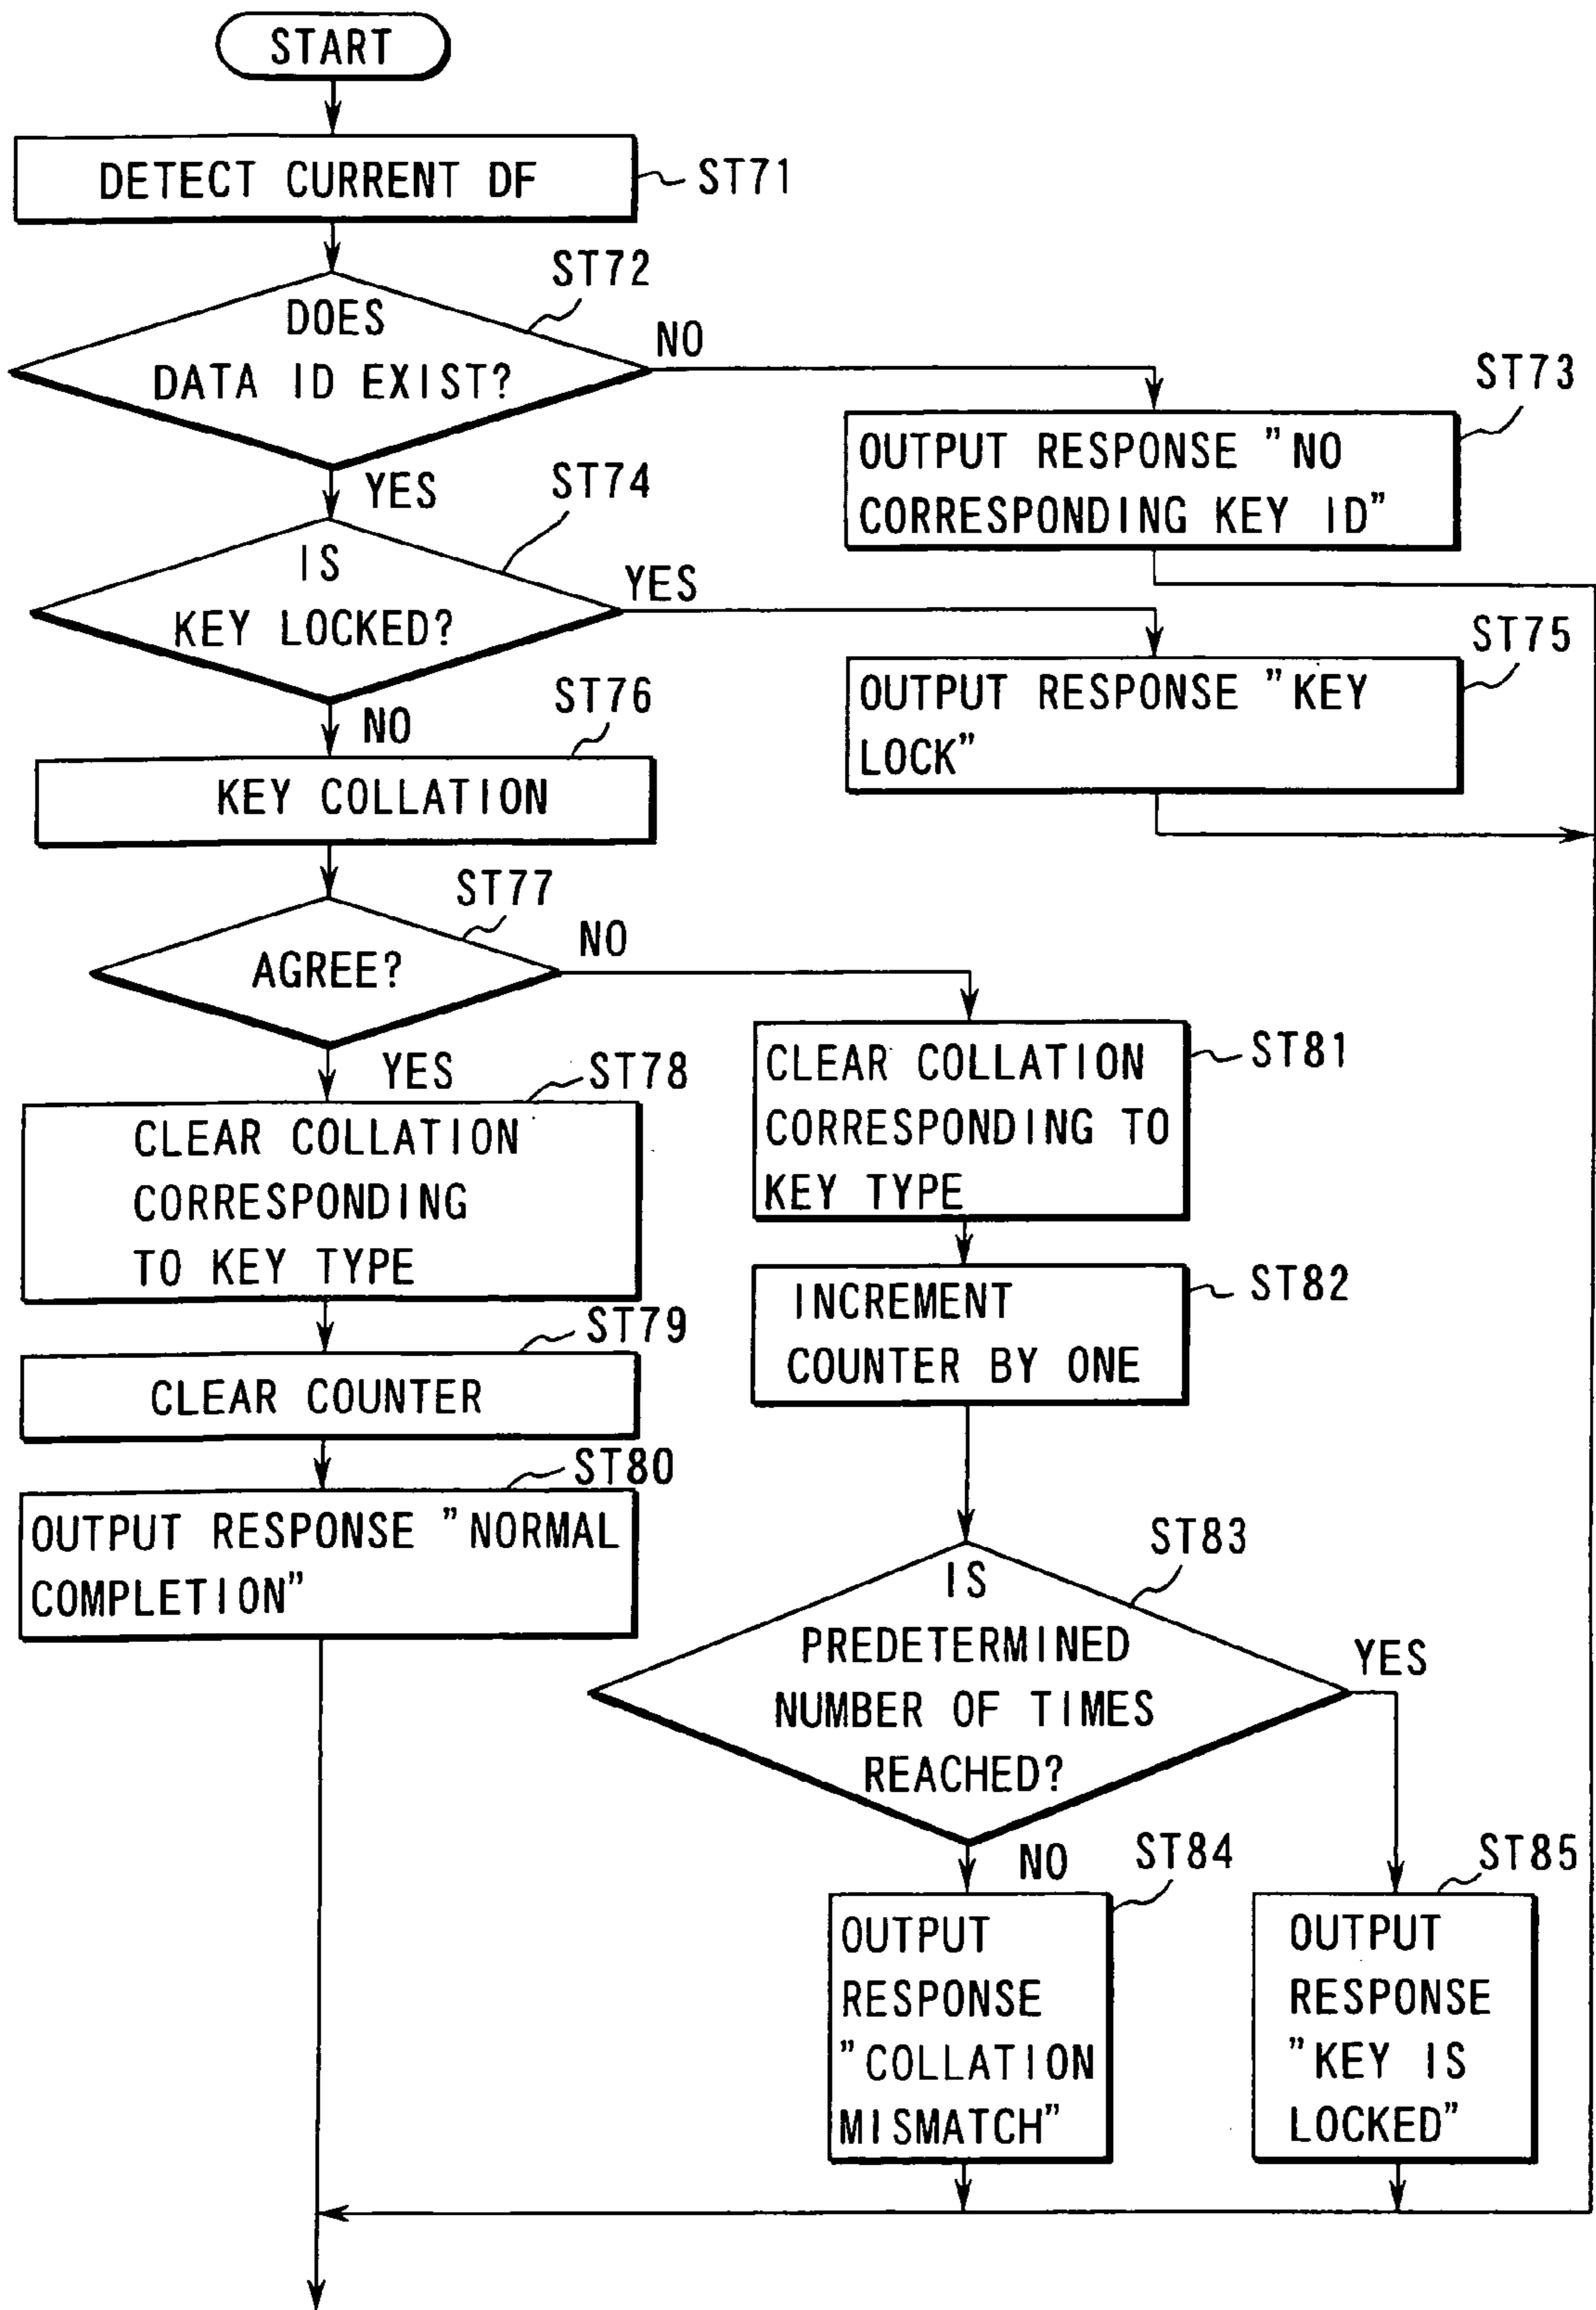 START
DETECT CURRENT DF
ST71
ST72
DOES
DATA ID EXIST?
NO
ST73
OUTPUT RESPONSE "NO
CORRESPONDING KEY ID"
YES
ST74
IS
KEY LOCKED?
YES
ST75
OUTPUT RESPONSE "KEY
LOCK"
NO
ST76
KEY COLLATION
ST77
AGREE?
NO
YES
ST78
CLEAR COLLATION
CORRESPONDING
TO KEY TYPE
ST79
CLEAR COUNTER
ST80
OUTPUT RESPONSE "NORMAL
COMPLETION"
ST81
CLEAR COLLATION
CORRESPONDING TO
KEY TYPE
ST82
INCREMENT
COUNTER BY ONE
ST83
IS
PREDETERMINED
NUMBER OF TIMES
REACHED?
YES
NO
ST84
OUTPUT
RESPONSE
"COLLATION
MISMATCH"
ST85
OUTPUT
RESPONSE
"KEY IS
LOCKED"